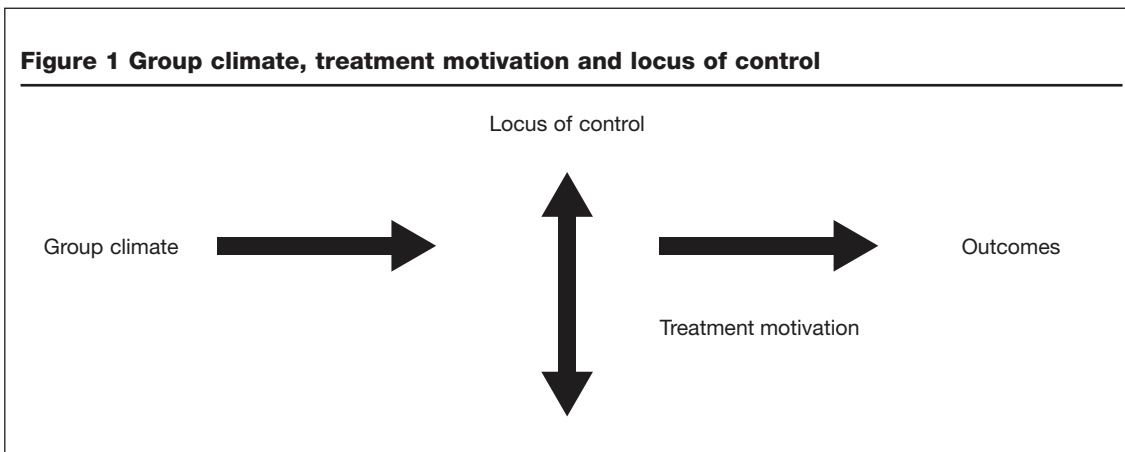 Figure 1 Group climate, treatment motivation and locus of control
Locus of control
Group climate
Outcomes
Treatment motivation